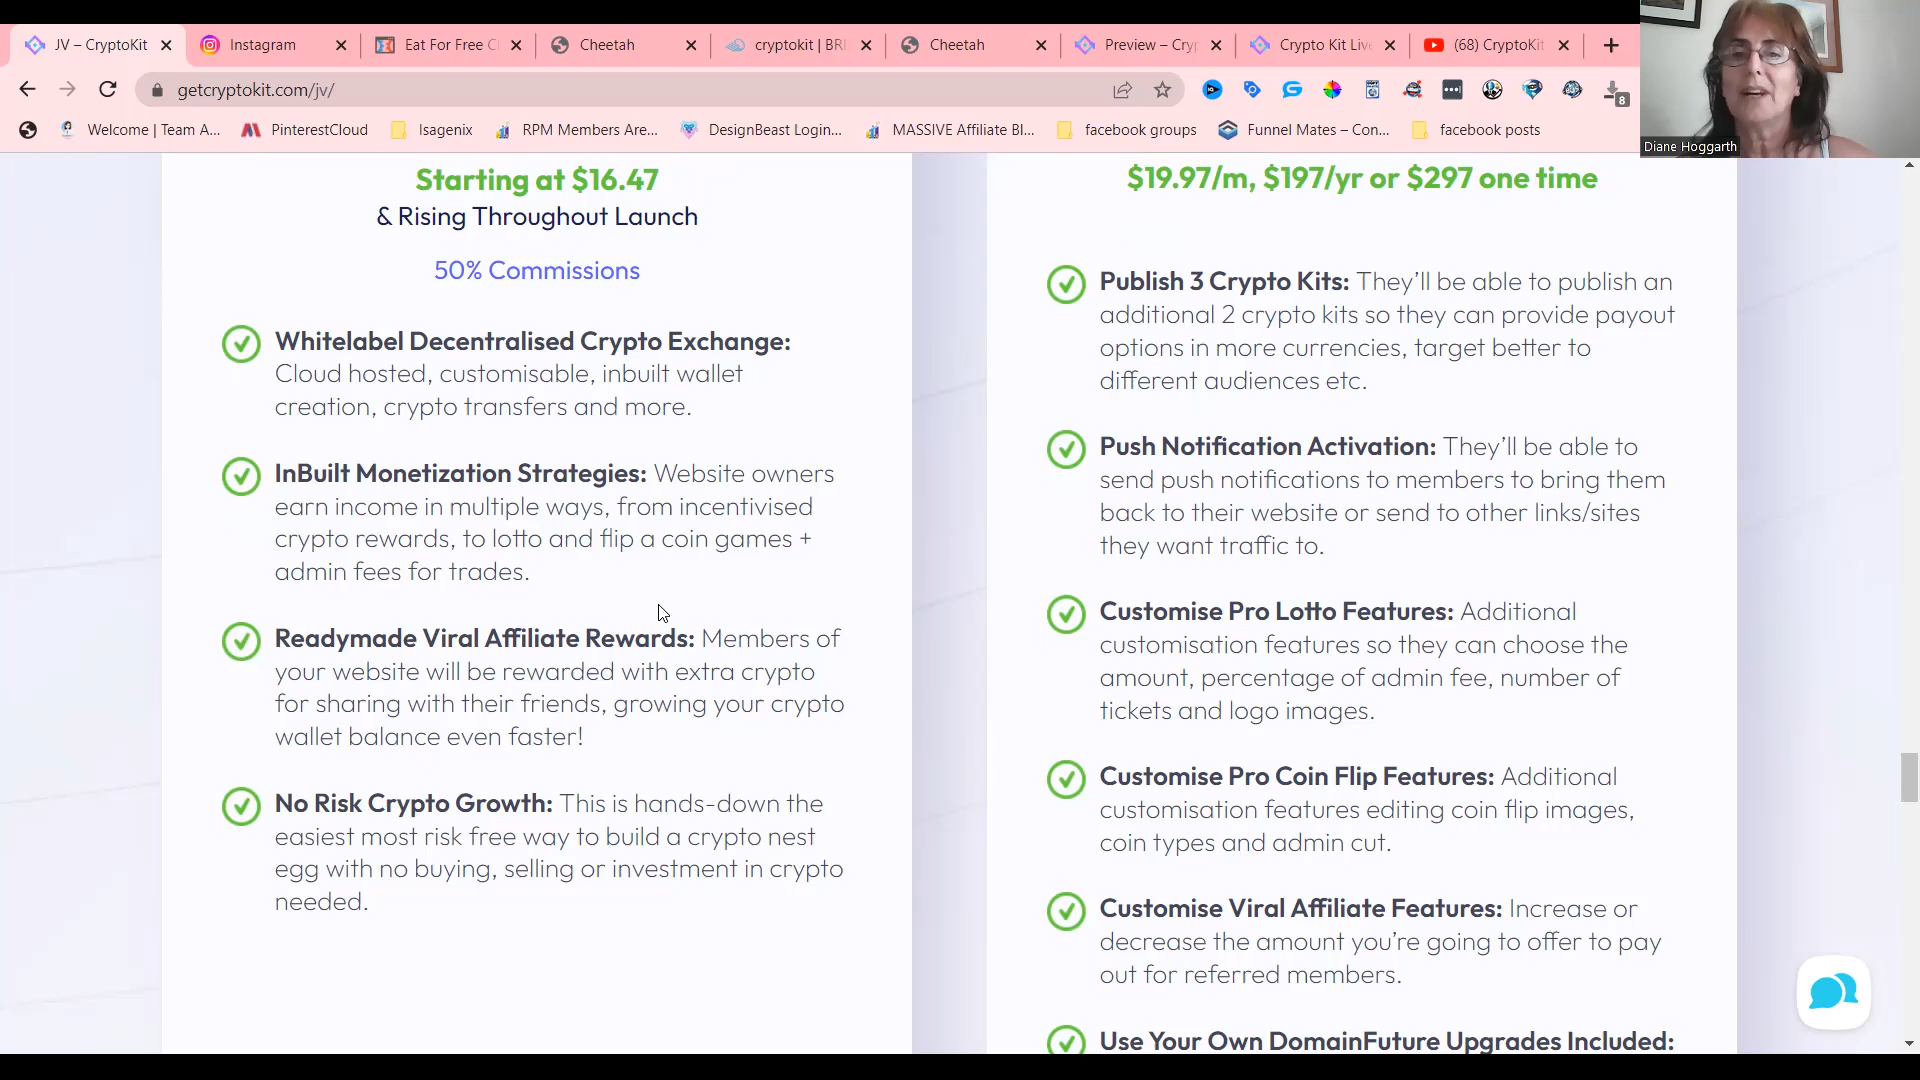 JV – CryptoKit
Instagram
Eat For Free C
Cheetah
cryptokit | BRI
Cheetah
Preview – Cryp
Crypto Kit Live
(68) CryptoKit
getcryptokit.com/jv/
8
Welcome | Team A...
PinterestCloud
Isagenix
RPM Members Are...
DesignBeast Login...
MASSIVE Affiliate Bl...
facebook groups
Funnel Mates – Con...
facebook posts
Diane Hoggarth
Starting at $16.47
& Rising Throughout Launch
50% Commissions
Whitelabel Decentralised Crypto Exchange:
Cloud hosted, customisable, inbuilt wallet
creation, crypto transfers and more.
InBuilt Monetization Strategies: Website owners
earn income in multiple ways, from incentivised
crypto rewards, to lotto and flip a coin games +
admin fees for trades.
Readymade Viral Affiliate Rewards: Members of
your website will be rewarded with extra crypto
for sharing with their friends, growing your crypto
wallet balance even faster!
No Risk Crypto Growth: This is hands-down the
easiest most risk free way to build a crypto nest
egg with no buying, selling or investment in crypto
needed.
$19.97/m, $197/yr or $297 one time
Publish 3 Crypto Kits: They’ll be able to publish an
additional 2 crypto kits so they can provide payout
options in more currencies, target better to
different audiences etc.
Push Notification Activation: They’ll be able to
send push notifications to members to bring them
back to their website or send to other links/sites
they want traffic to.
Customise Pro Lotto Features: Additional
customisation features so they can choose the
amount, percentage of admin fee, number of
tickets and logo images.
Customise Pro Coin Flip Features: Additional
customisation features editing coin flip images,
coin types and admin cut.
Customise Viral Affiliate Features: Increase or
decrease the amount you’re going to offer to pay
out for referred members.
Use Your Own DomainFuture Upgrades Included: